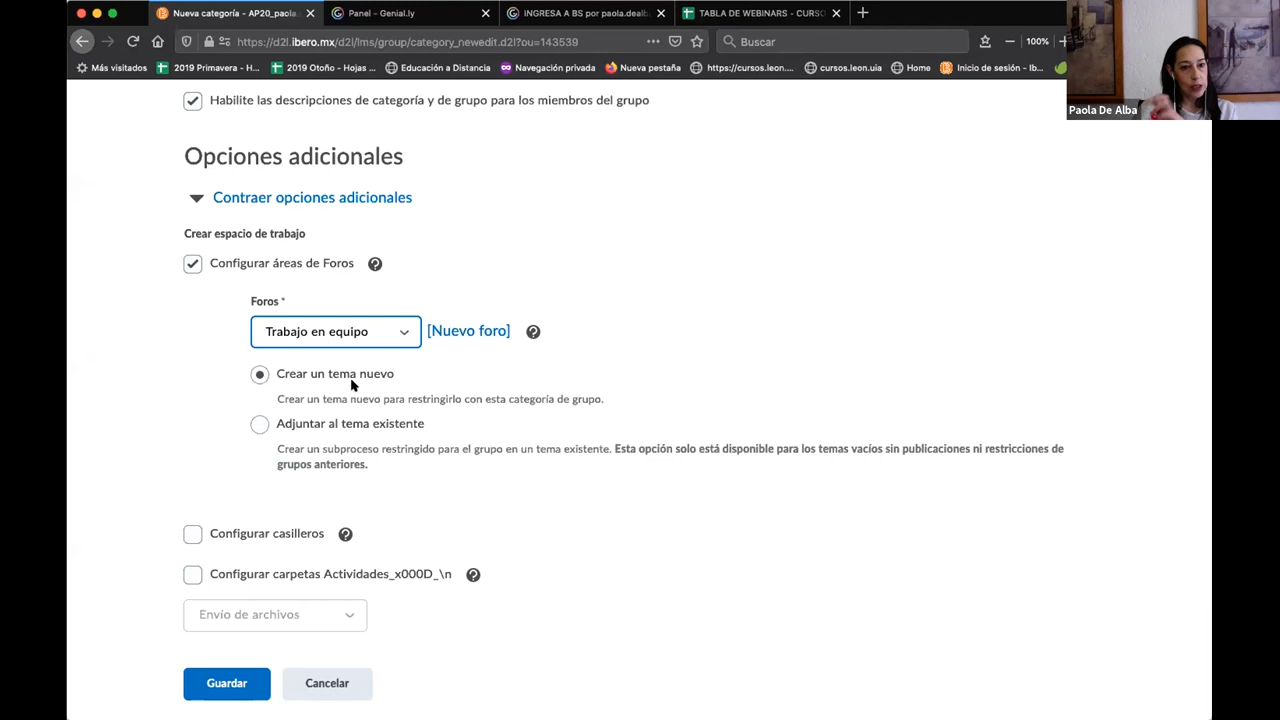 Nueva categoría - AP20_paola.
Panel - Genial.ly
INGRESA A BS por paola.dealb
TABLA DE WEBINARS - CURSO
https://d2l.ibero.mx/d2l/lms/group/category_newedit.d2l?ou=143539
Buscar
100%
Más visitados
2019 Primavera - H...
2019 Otoño - Hojas ...
Educación a Distancia
Navegación privada
Nueva pestaña
https://cursos.leon....
cursos.leon.uia
Home
Inicio de sesión - Ib...
Paola De Alba
Habilite las descripciones de categoría y de grupo para los miembros del grupo
Opciones adicionales
Contraer opciones adicionales
Crear espacio de trabajo
Configurar áreas de Foros
Foros *
Trabajo en equipo
[Nuevo foro]
Crear un tema nuevo
Crear un tema nuevo para restringirlo con esta categoría de grupo.
Adjuntar al tema existente
Crear un subproceso restringido para el grupo en un tema existente. Esta opción solo está disponible para los temas vacíos sin publicaciones ni restricciones de
grupos anteriores.
Configurar casilleros
Configurar carpetas Actividades_x000D_\n
Envío de archivos
Guardar
Cancelar